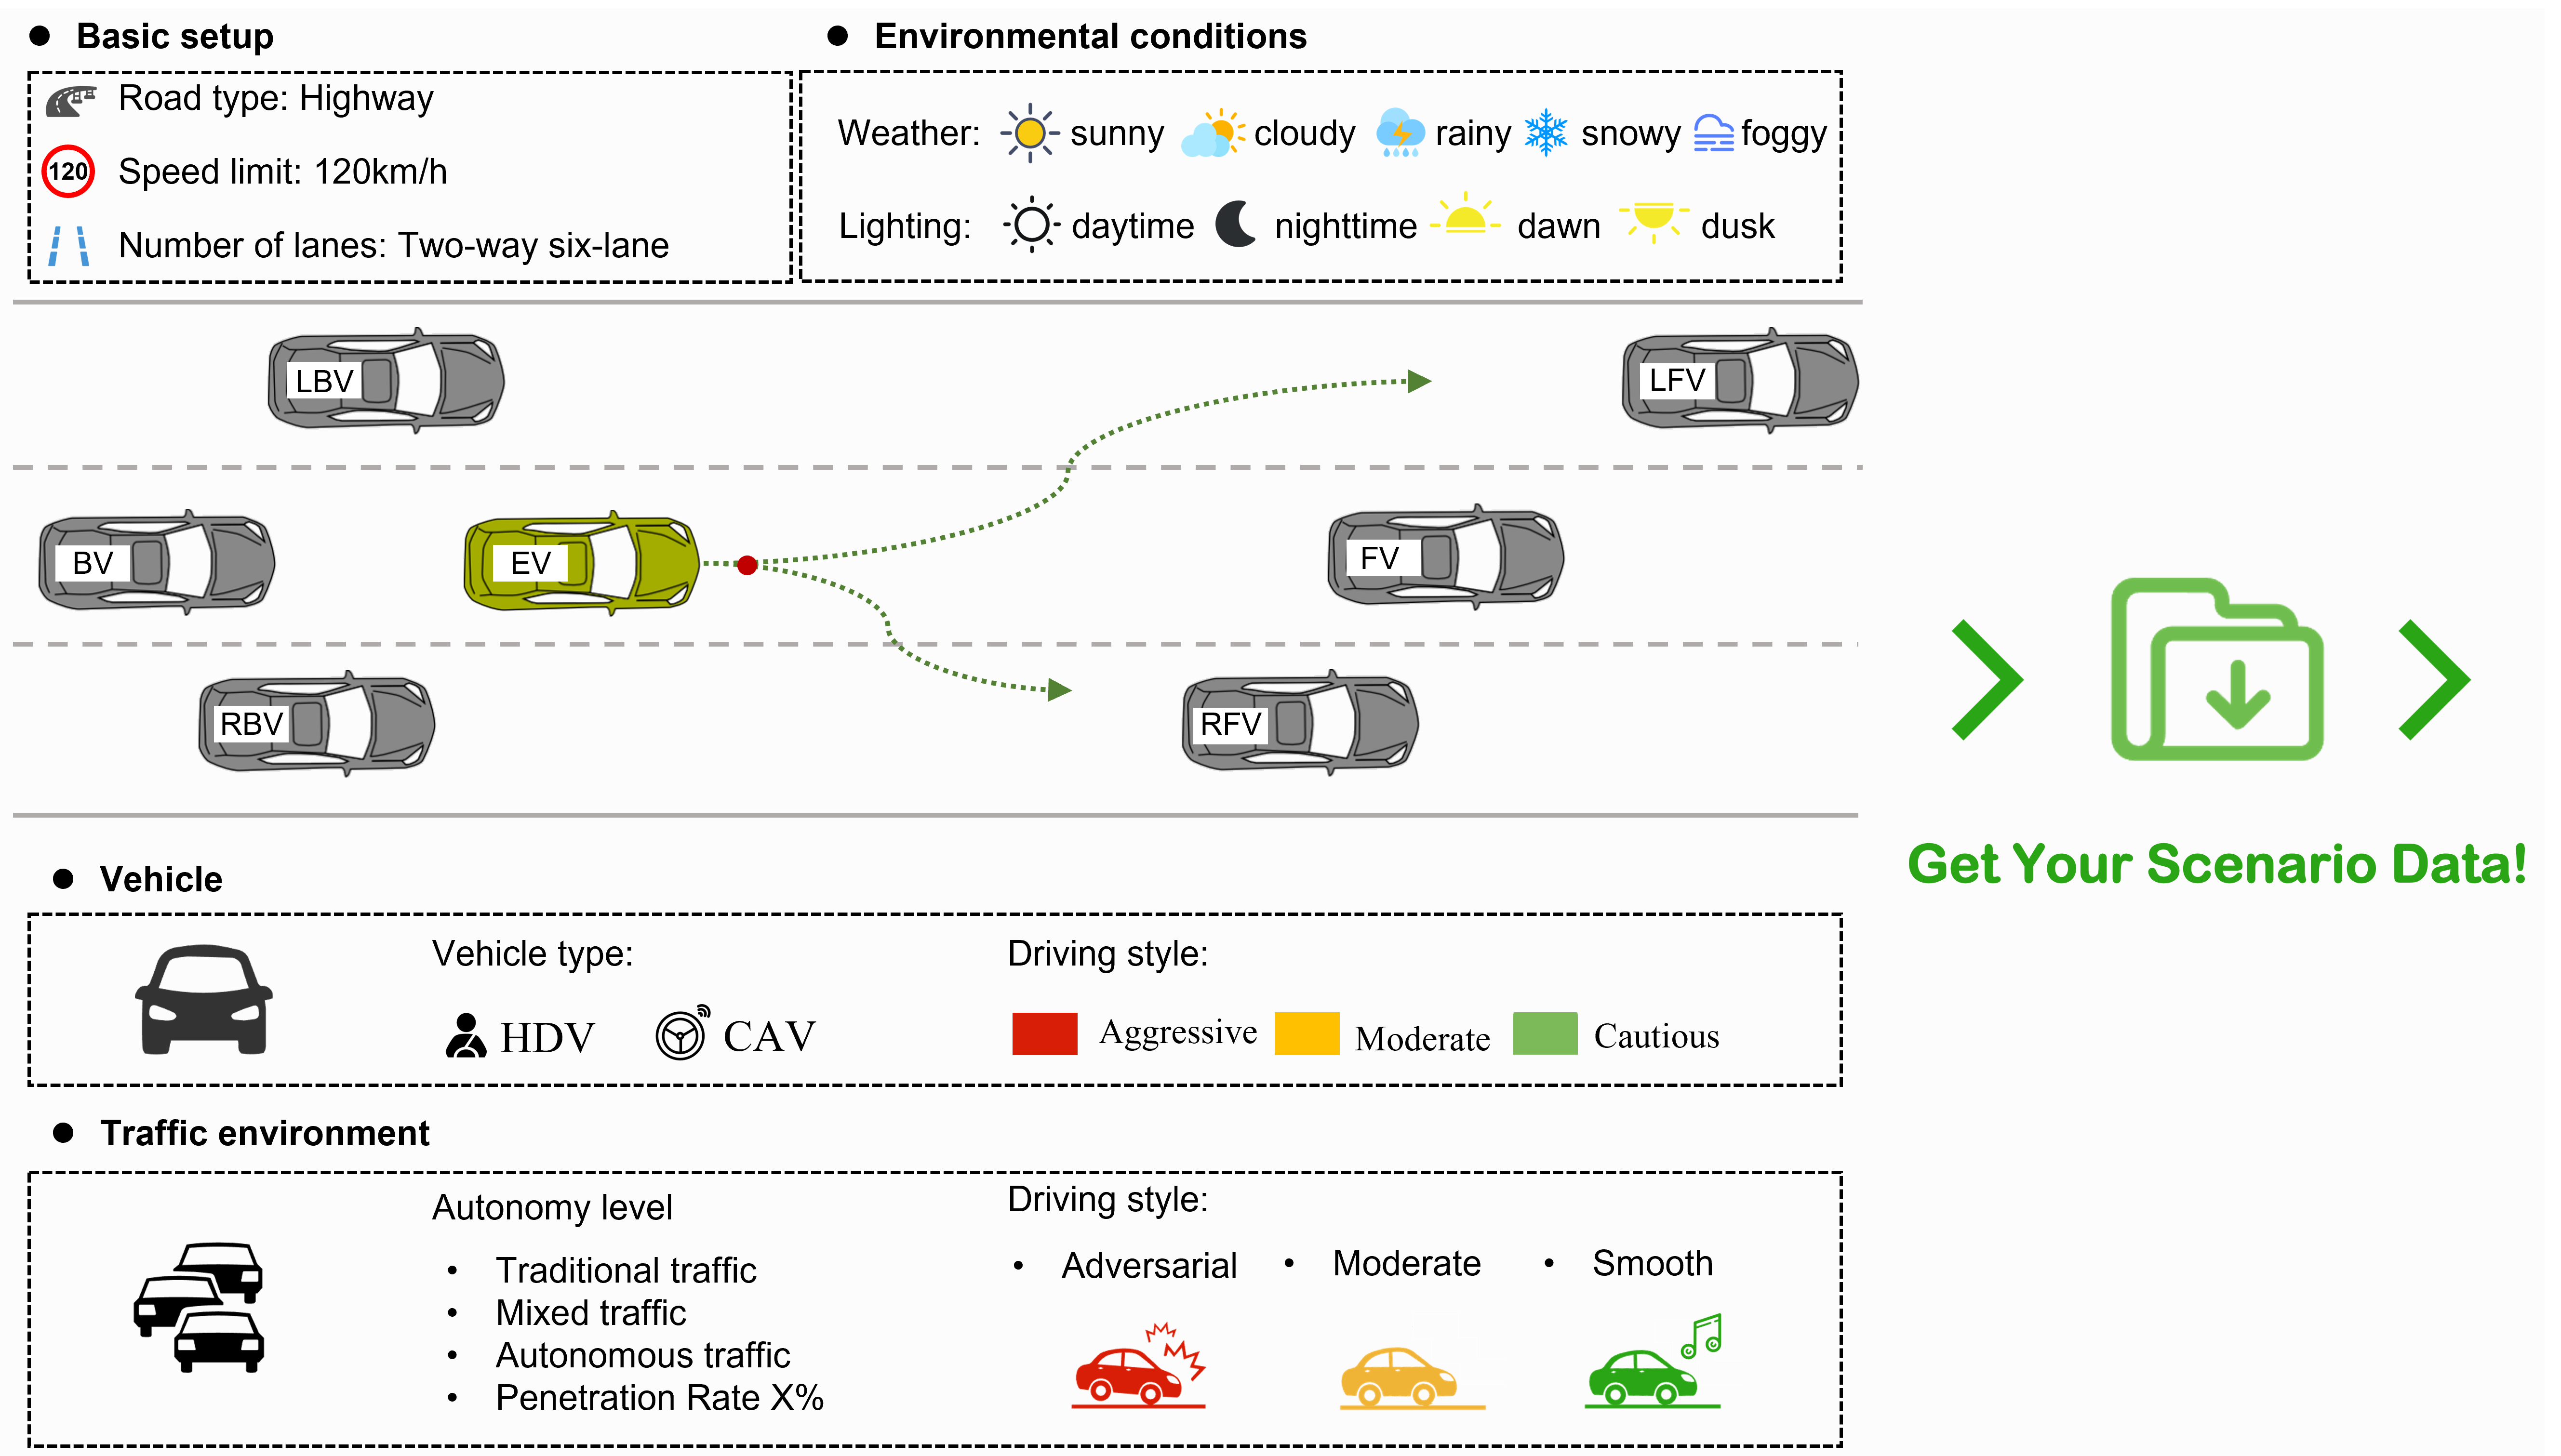 Basic setup
Environmental conditions
Road type: Highway
120 Speed limit: 120km/h
Number of lanes: Two-way six-lane
Weather: sunny cloudy rainy snowy foggy
Lighting: daytime nighttime dawn dusk
LBV
LFV
BV
EV
FV
RBV
RFV
Get Your Scenario Data!
Vehicle
Vehicle type:
HDV CAV
Driving style:
Aggressive Moderate Cautious
Traffic environment
Autonomy level
• Traditional traffic
• Mixed traffic
• Autonomous traffic
• Penetration Rate X%
Driving style:
• Adversarial • Moderate • Smooth